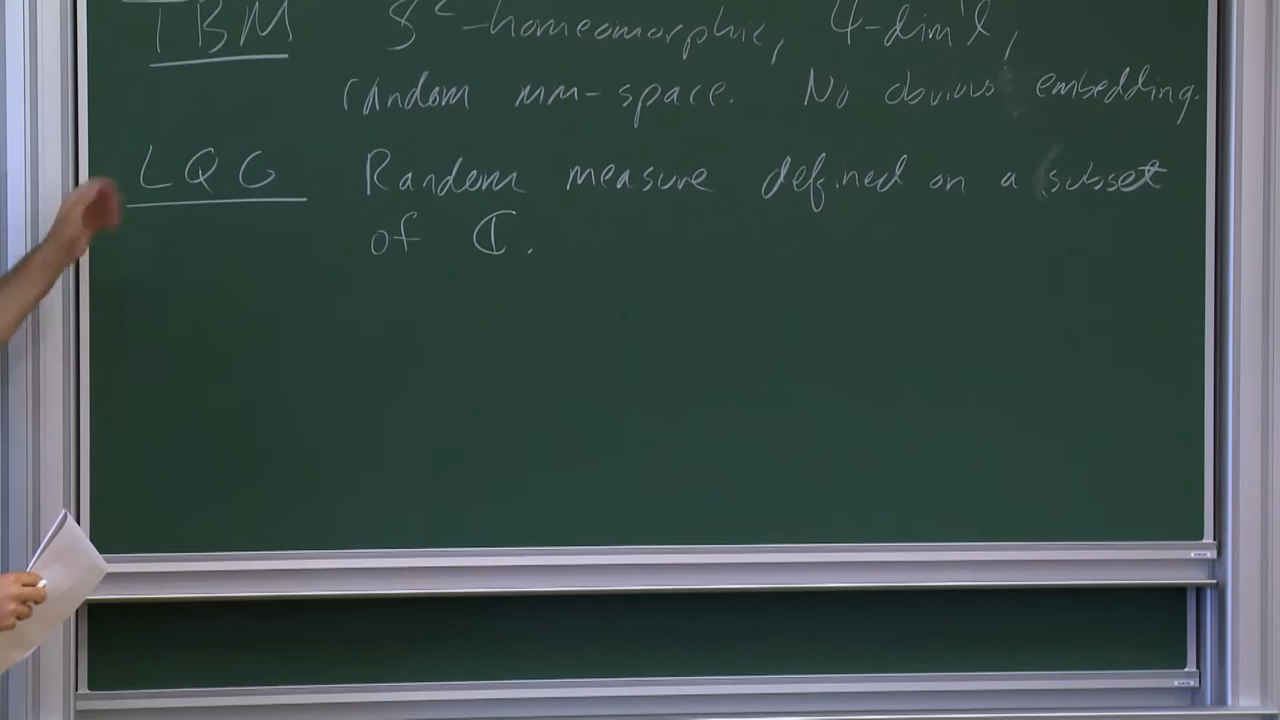 TBM S²-homeomorphic, 4-dim'l,
random mm-space. No obvious embedding.
LQG Random measure defined on a (subset
of ℂ.